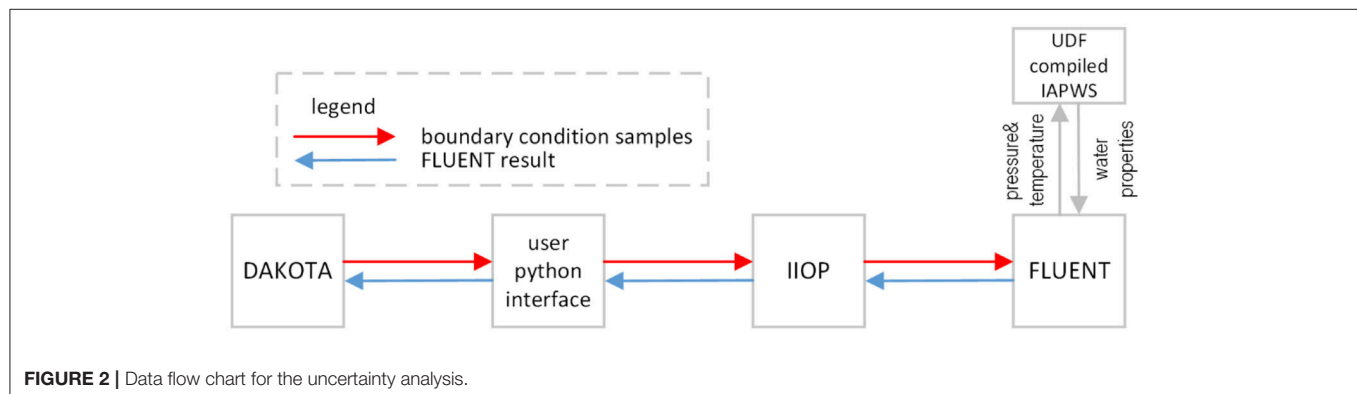 UDF
compiled
IAPWS
legend
boundary condition samples
FLUENT result
pressure&
temperature
water
properties
DAKOTA
user
python
interface
IIOP
FLUENT
FIGURE 2 | Data flow chart for the uncertainty analysis.